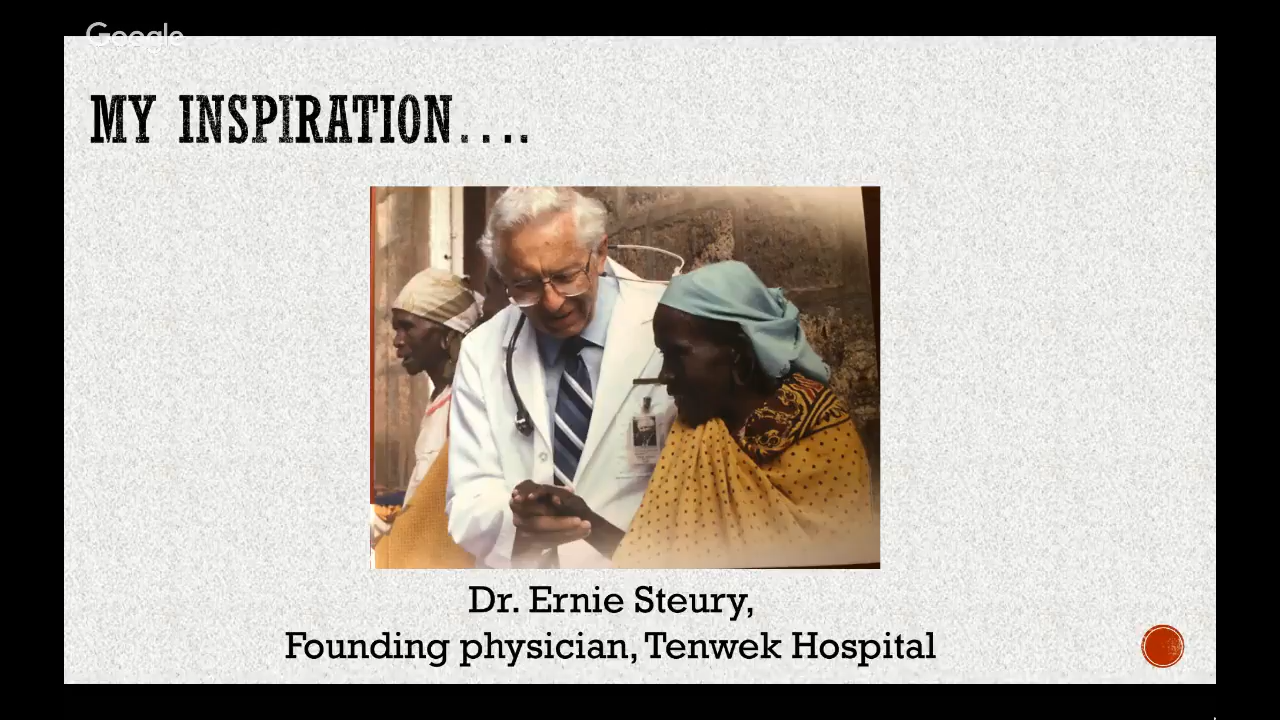 Google
MY INSPIRATION....
Dr. Ernie Steury,
Founding physician, Tenwek Hospital